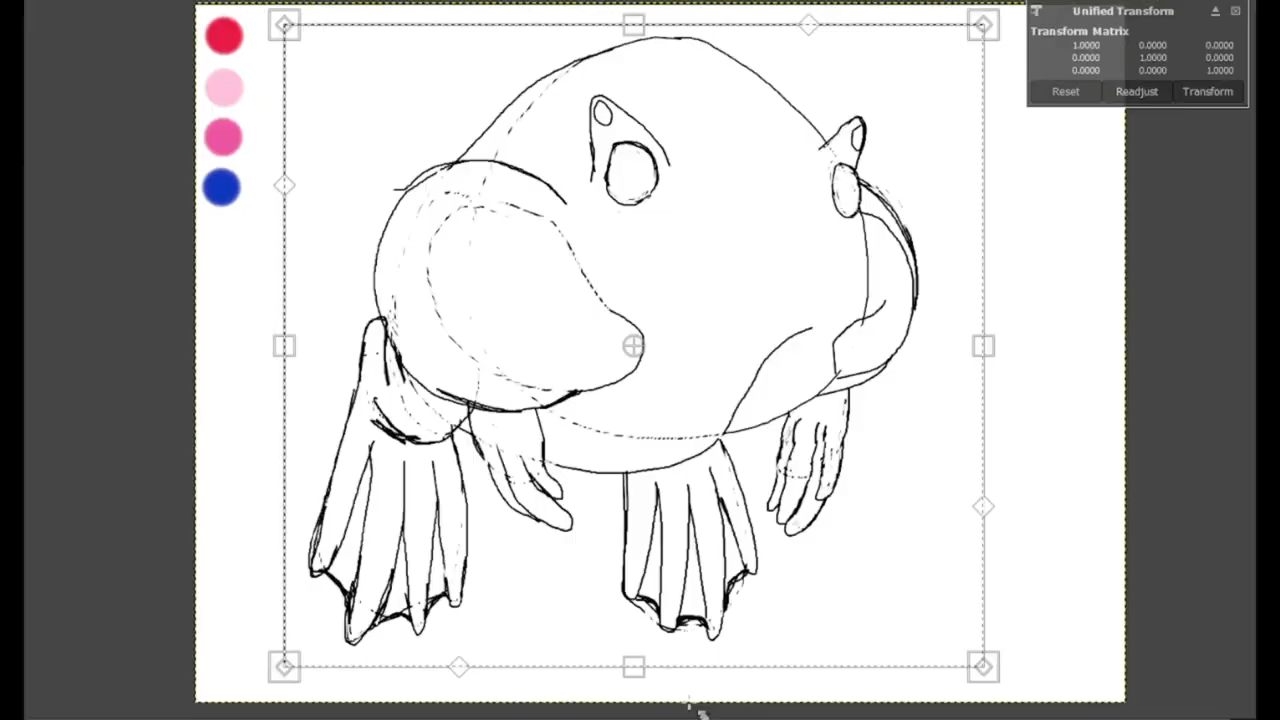 Unified Transform
Transform Matrix
1.0000 0.0000 0.0000
0.0000 1.0000 0.0000
0.0000 0.0000 1.0000
Reset Readjust Transform